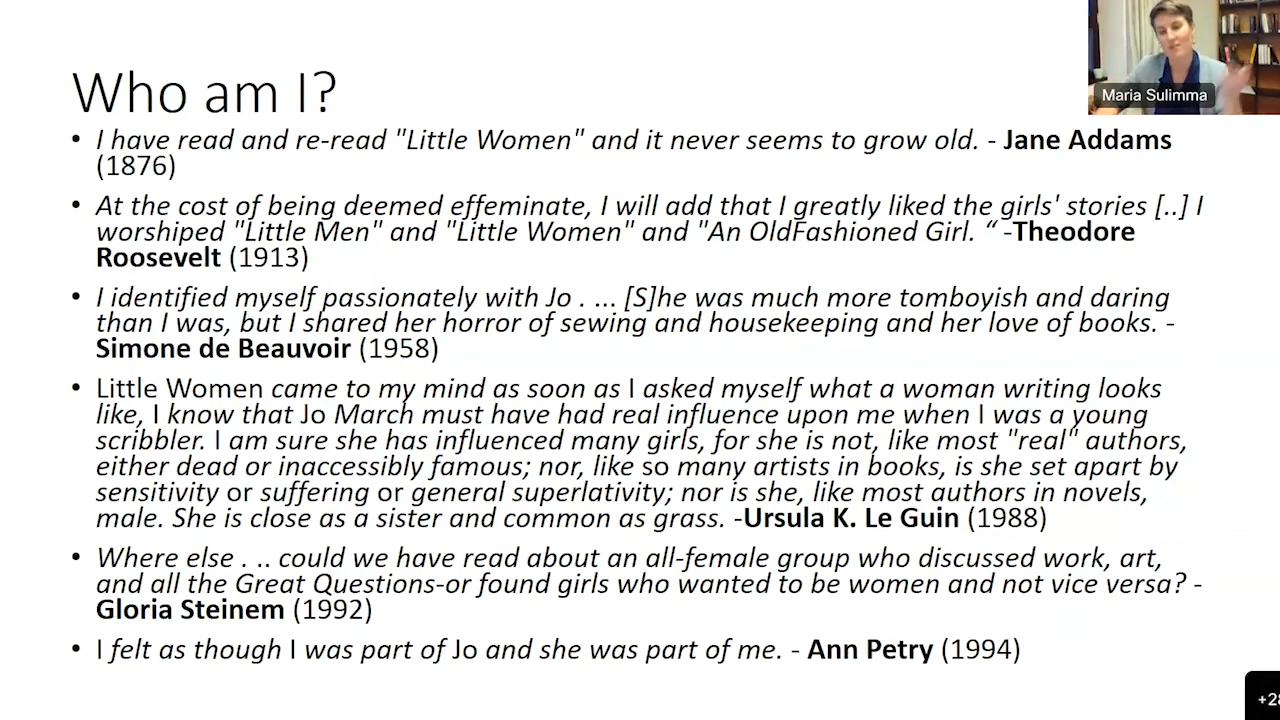 Who am I?
Maria Sulimma
• I have read and re-read "Little Women" and it never seems to grow old. - Jane Addams
(1876)
• At the cost of being deemed effeminate, I will add that I greatly liked the girls' stories [..] I
worshiped "Little Men" and "Little Women" and "An OldFashioned Girl. “ -Theodore
Roosevelt (1913)
• I identified myself passionately with Jo . ... [S]he was much more tomboyish and daring
than I was, but I shared her horror of sewing and housekeeping and her love of books. -
Simone de Beauvoir (1958)
• Little Women came to my mind as soon as I asked myself what a woman writing looks
like, I know that Jo March must have had real influence upon me when I was a young
scribbler. I am sure she has influenced many girls, for she is not, like most "real" authors,
either dead or inaccessibly famous; nor, like so many artists in books, is she set apart by
sensitivity or suffering or general superlativity; nor is she, like most authors in novels,
male. She is close as a sister and common as grass. -Ursula K. Le Guin (1988)
• Where else . .. could we have read about an all-female group who discussed work, art,
and all the Great Questions-or found girls who wanted to be women and not vice versa? -
Gloria Steinem (1992)
• I felt as though I was part of Jo and she was part of me. - Ann Petry (1994)